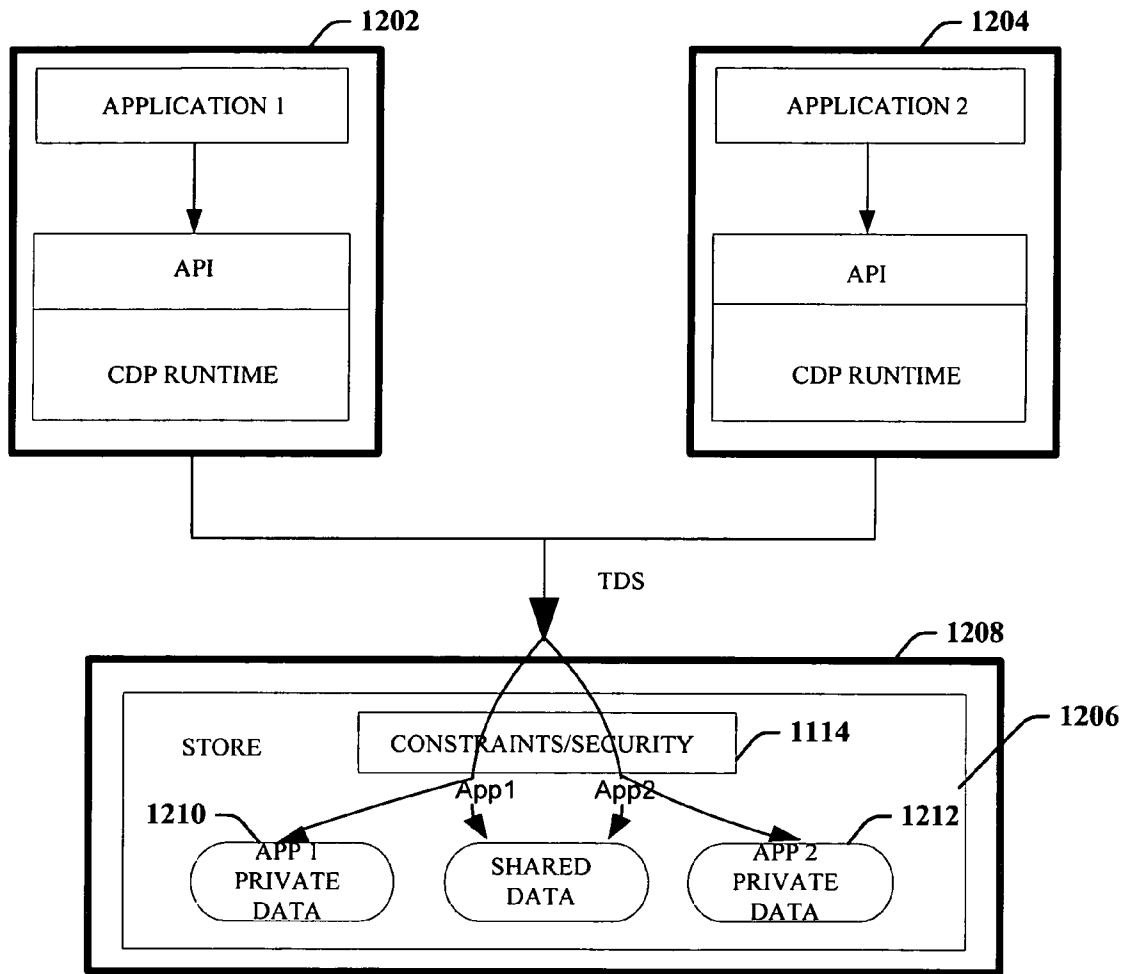 1202
1204
APPLICATION 1
APPLICATION 2
API
API
CDP RUNTIME
CDP RUNTIME
TDS
1208
1206
STORE
CONSTRAINTS/SECURITY
1114
App1
App2
1210
1212
APP 1
PRIVATE
DATA
SHARED
DATA
APP 2
PRIVATE
DATA